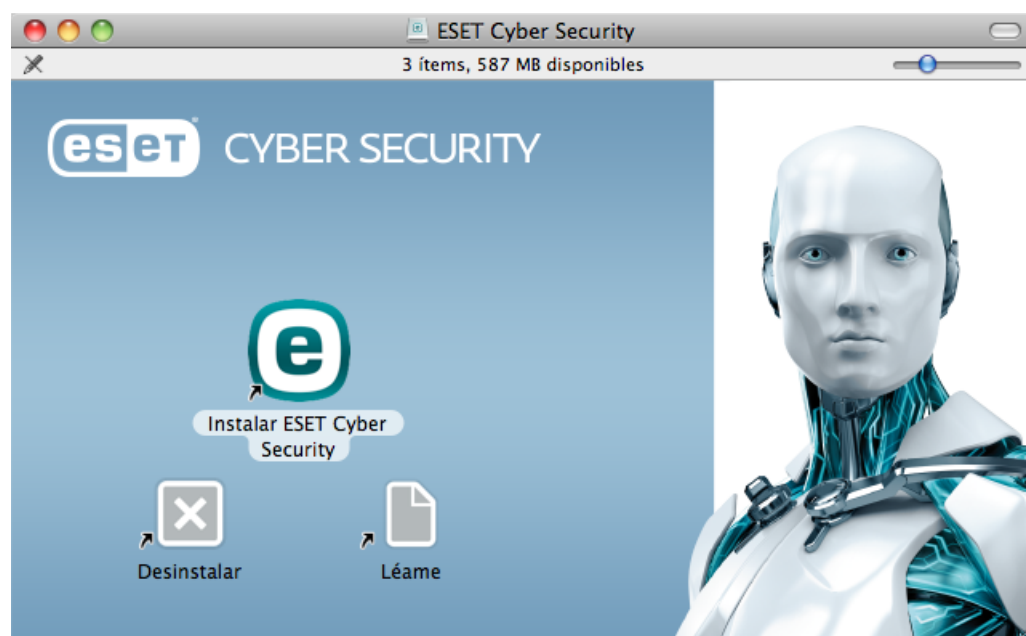 ESET Cyber Security
3 ítems, 587 MB disponibles
eset CYBER SECURITY
e
Instalar ESET Cyber
Security
Desinstalar
Léame